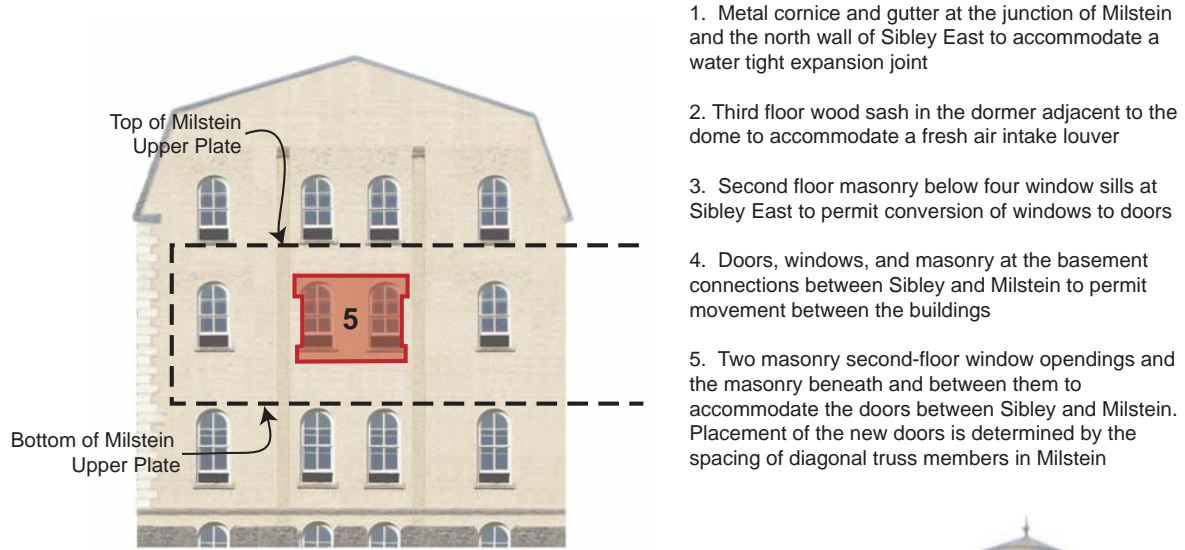 Top of Milstein
Upper Plate
5
Bottom of Milstein
Upper Plate
1. Metal cornice and gutter at the junction of Milstein
and the north wall of Sibley East to accommodate a
water tight expansion joint
2. Third floor wood sash in the dormer adjacent to the
dome to accommodate a fresh air intake louver
3. Second floor masonry below four window sills at
Sibley East to permit conversion of windows to doors
4. Doors, windows, and masonry at the basement
connections between Sibley and Milstein to permit
movement between the buildings
5. Two masonry second-floor window opendings and
the masonry beneath and between them to
accommodate the doors between Sibley and Milstein.
Placement of the new doors is determined by the
spacing of diagonal truss members in Milstein